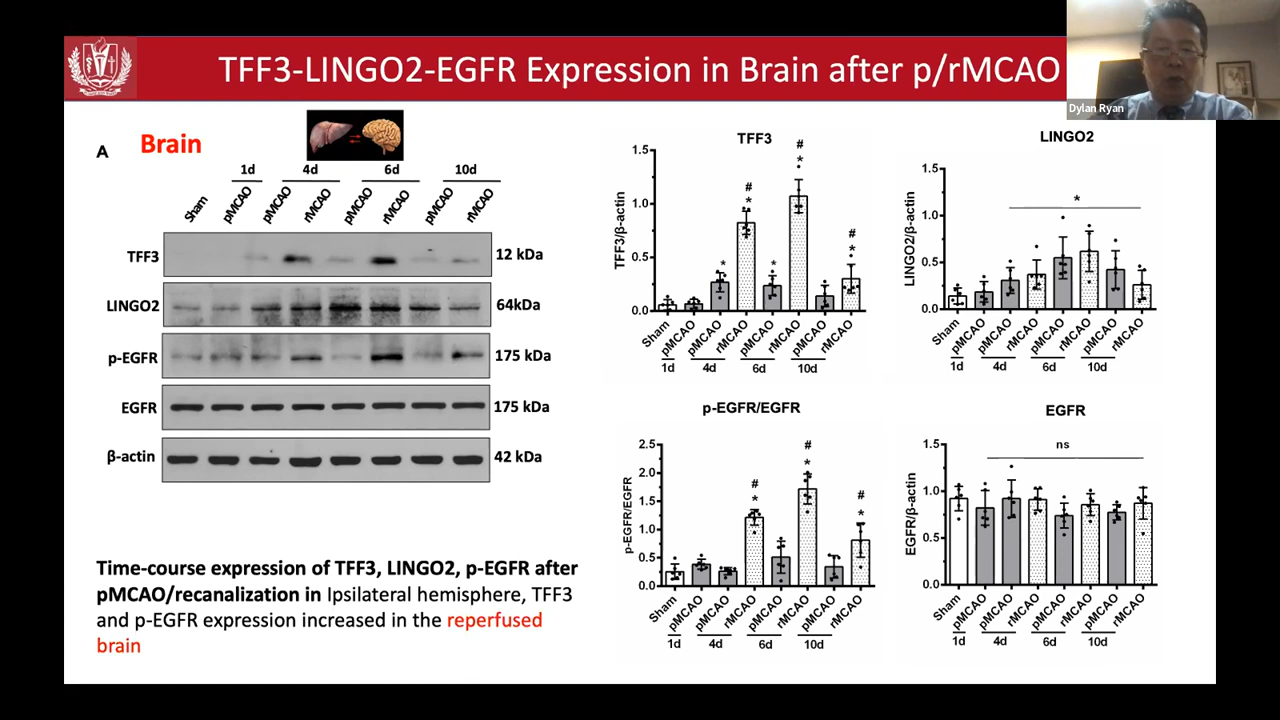 TFF3-LINGO2-EGFR Expression in Brain after p/rMCAO
Dylan Ryan
A
Brain
1d 4d 6d 10d
Sham pMCAO pMCAO rMCAO pMCAO rMCAO pMCAO rMCAO
TFF3 12 kDa
LINGO2 64kDa
p-EGFR 175 kDa
EGFR 175 kDa
β-actin 42 kDa
Time-course expression of TFF3, LINGO2, p-EGFR after
pMCAO/recanalization in Ipsilateral hemisphere, TFF3
and p-EGFR expression increased in the reperfused
brain
TFF3
TFF3/β-actin
1.5
1.0
0.5
0.0
* # * * # * # *
Sham pMCAO pMCAO rMCAO pMCAO rMCAO pMCAO rMCAO
1d 4d 6d 10d
LINGO2
LINGO2/β-actin
1.5
1.0
0.5
0.0
*
Sham pMCAO pMCAO rMCAO pMCAO rMCAO pMCAO rMCAO
1d 4d 6d 10d
p-EGFR/EGFR
p-EGFR/EGFR
2.5
2.0
1.5
1.0
0.5
0.0
# * # * # *
Sham pMCAO pMCAO rMCAO pMCAO rMCAO pMCAO rMCAO
1d 4d 6d 10d
EGFR
EGFR/β-actin
1.5
1.0
0.5
0.0
ns
Sham pMCAO pMCAO rMCAO pMCAO rMCAO pMCAO rMCAO
1d 4d 6d 10d